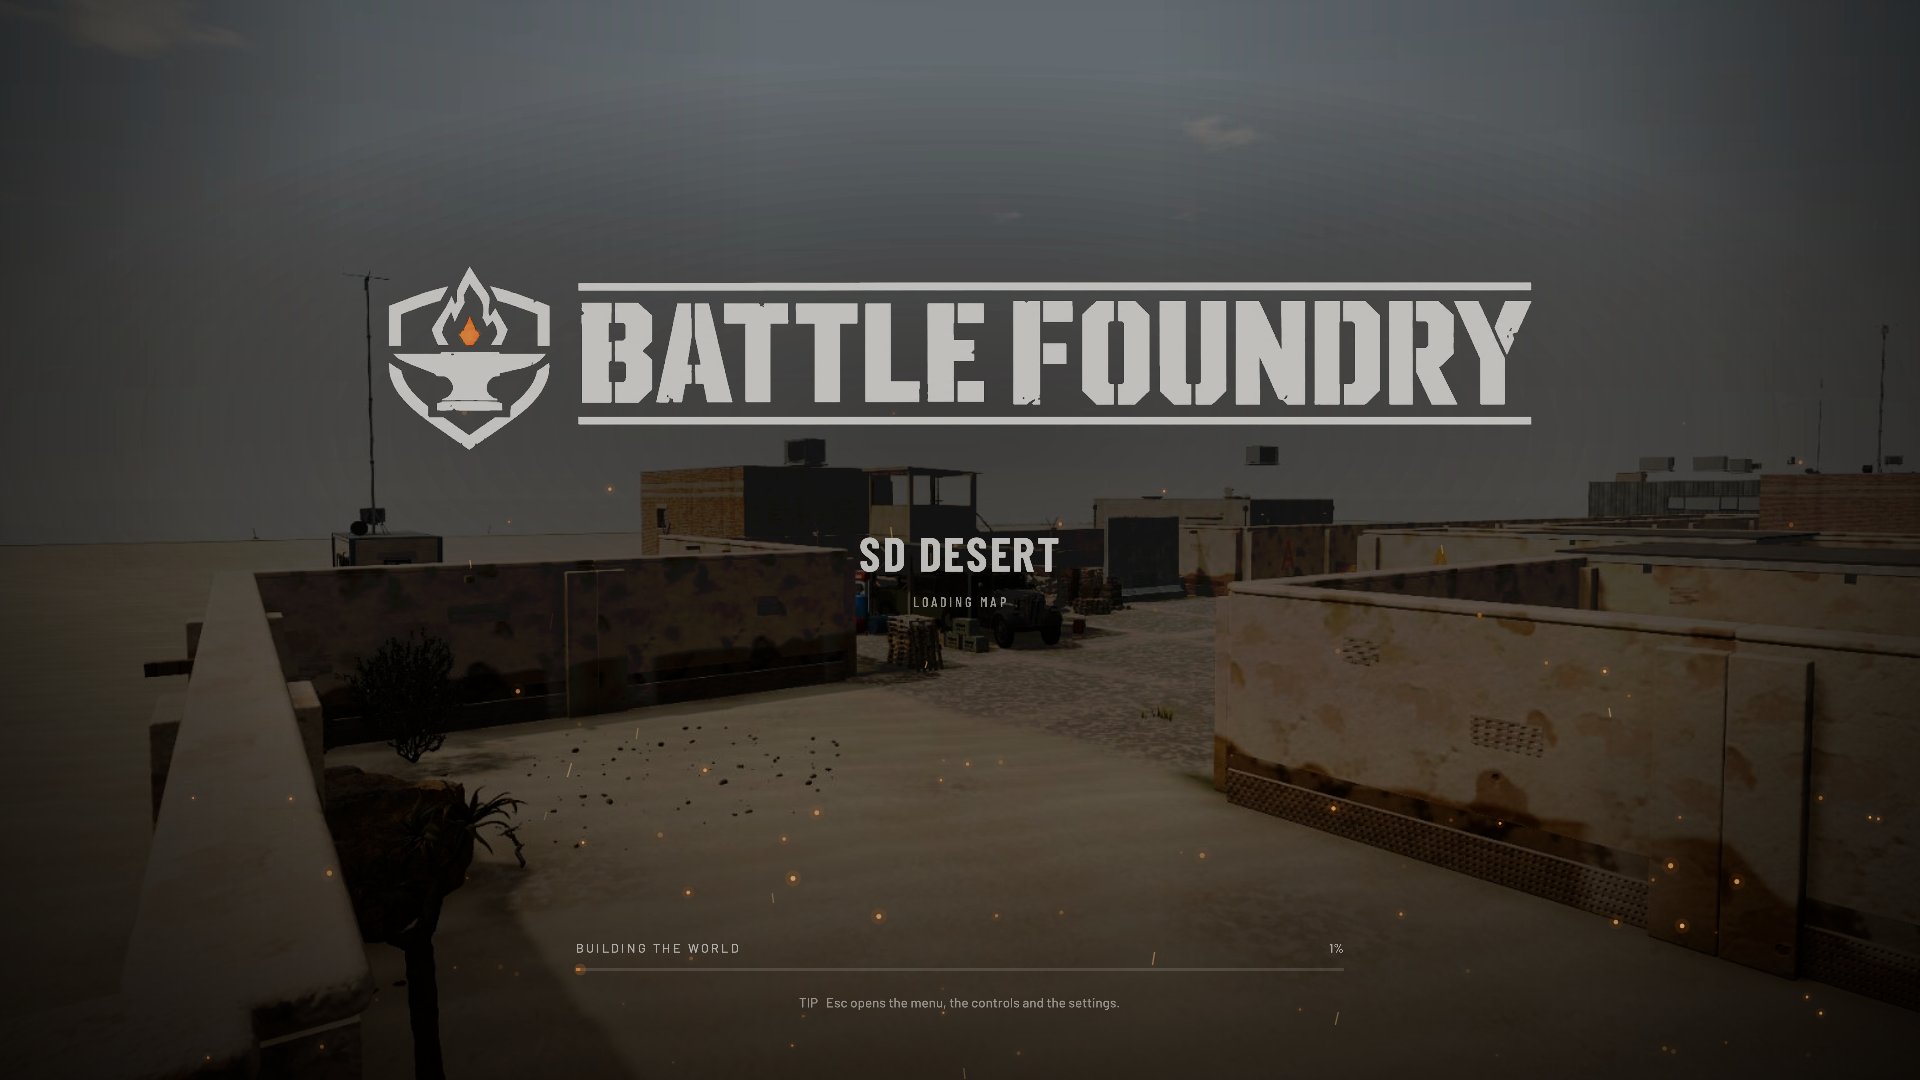 BATTLE FOUNDRY
SD DESERT
LOADING MAP
BUILDING THE WORLD
1%
TIP Esc opens the menu, the controls and the settings.